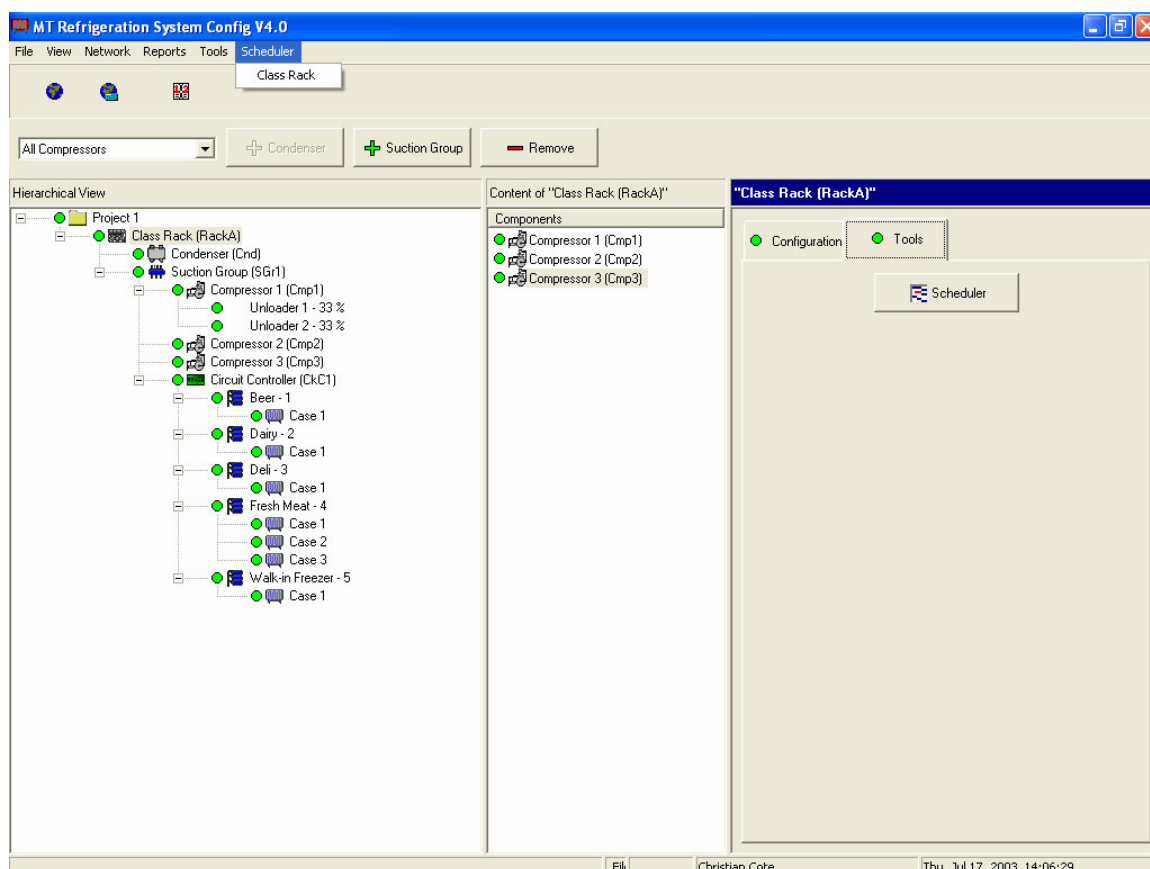 MT Refrigeration System Config V4.0
File View Network Reports Tools Scheduler
Class Rack
All Compressors
Condenser
Suction Group
Remove
Hierarchical View
Project 1
Class Rack (RackA)
Condenser (Cnd)
Suction Group (SGr1)
Compressor 1 (Cmp1)
Unloader 1 - 33 %
Unloader 2 - 33 %
Compressor 2 (Cmp2)
Compressor 3 (Cmp3)
Circuit Controller (CkC1)
Beer - 1
Case 1
Dairy - 2
Case 1
Deli - 3
Case 1
Fresh Meat - 4
Case 1
Case 2
Case 3
Walk-in Freezer - 5
Case 1
Content of "Class Rack (RackA)"
Components
Compressor 1 (Cmp1)
Compressor 2 (Cmp2)
Compressor 3 (Cmp3)
"Class Rack (RackA)"
Configuration
Tools
Scheduler
Christian Cote
Thu, Jul 17, 2003 14:06:29